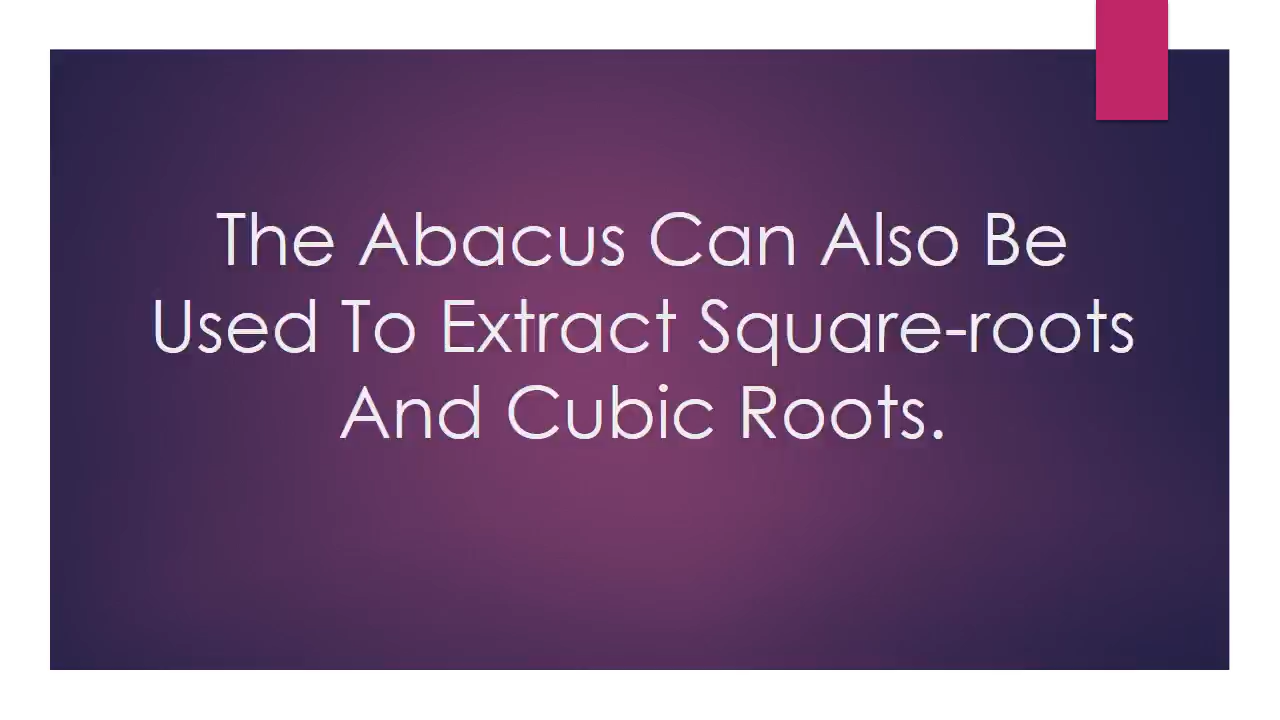 The Abacus Can Also Be
Used To Extract Square-roots
And Cubic Roots.